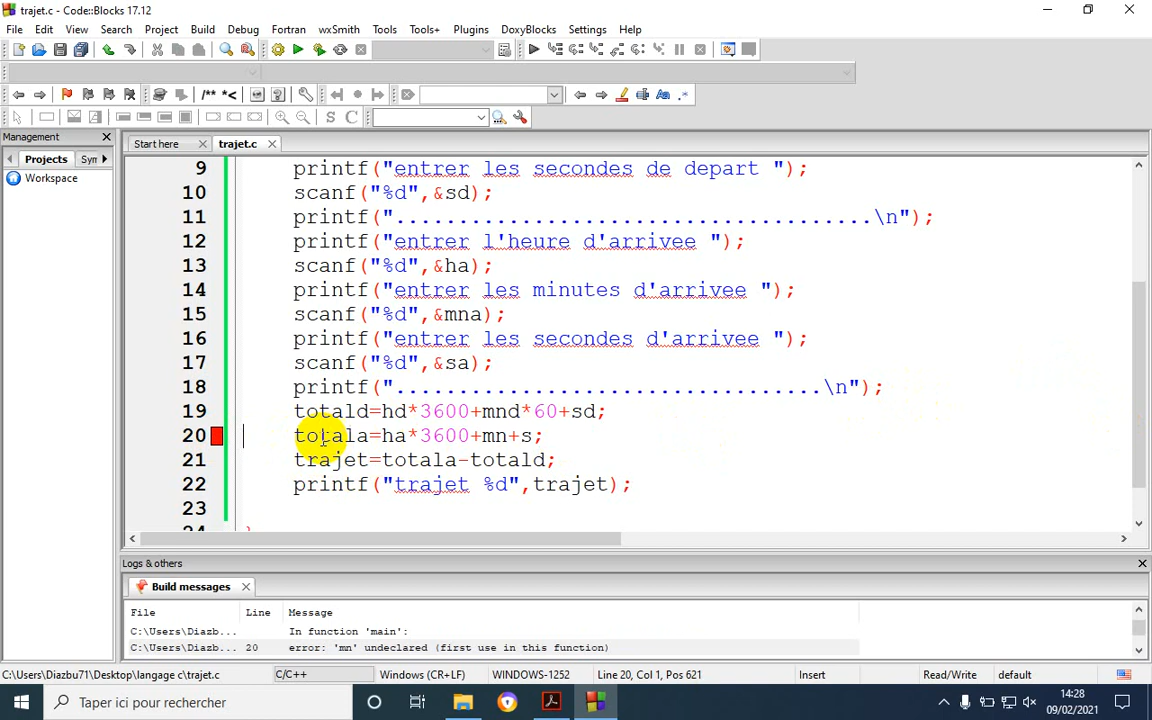 trajet.c - Code::Blocks 17.12
File Edit View Search Project Build Debug Fortran wxSmith Tools Tools+ Plugins DoxyBlocks Settings Help
Management
Projects
Workspace
Start here
trajet.c
9 printf("entrer les secondes de depart ");
10 scanf("%d",&sd);
11 printf("......................................\n");
12 printf("entrer l'heure d'arrivee ");
13 scanf("%d",&ha);
14 printf("entrer les minutes d'arrivee ");
15 scanf("%d",&mna);
16 printf("entrer les secondes d'arrivee ");
17 scanf("%d",&sa);
18 printf("..................................\n");
19 totald=hd*3600+mnd*60+sd;
20 totala=ha*3600+mn+s;
21 trajet=totala-totald;
22 printf("trajet %d",trajet);
23
24 }
Logs & others
Build messages
File Line Message
C:\Users\Diazb... In function 'main':
C:\Users\Diazb... 20 error: 'mn' undeclared (first use in this function)
C:\Users\Diazbu71\Desktop\langage c\trajet.c C/C++ Windows (CR+LF) WINDOWS-1252 Line 20, Col 1, Pos 621 Insert Read/Write default
Taper ici pour rechercher
14:28
09/02/2021